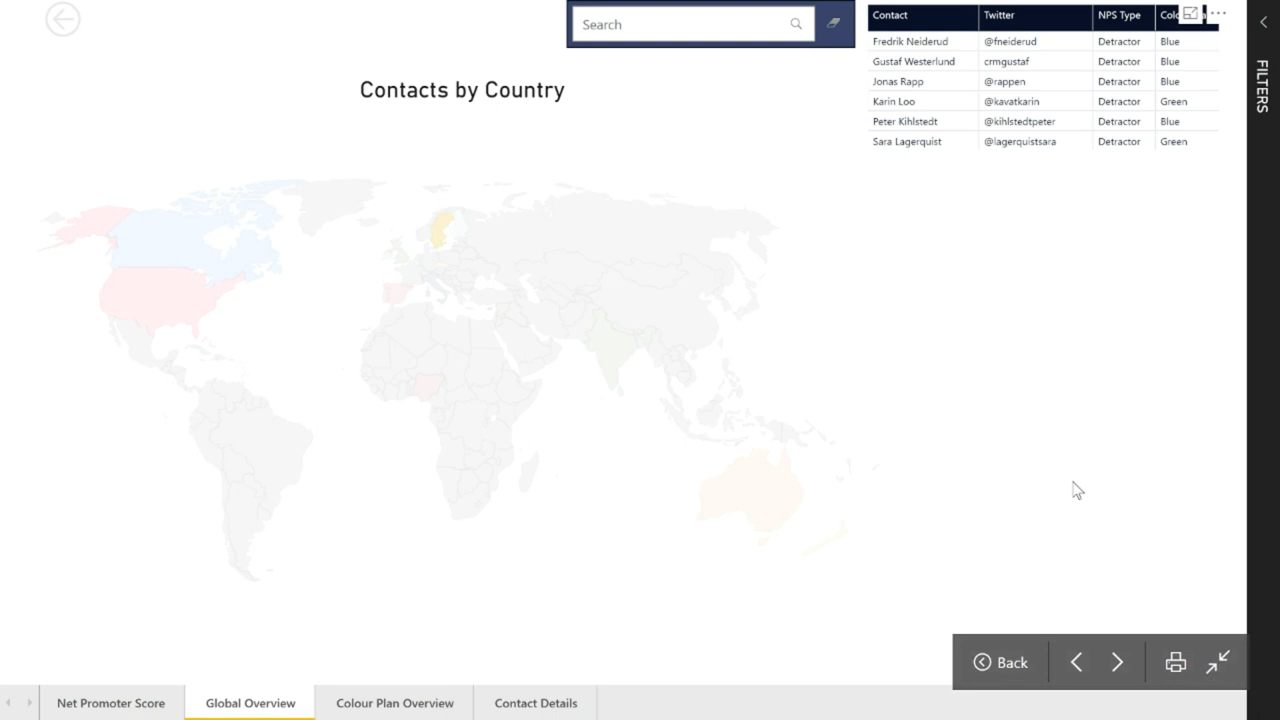 Search
Contact Twitter NPS Type
Fredrik Neiderud @fneiderud Detractor Blue
Gustaf Westerlund crmgustaf Detractor Blue
Jonas Rapp @rappen Detractor Blue
Karin Loo @kavatkarin Detractor Green
Peter Kihlstedt @kihlstedtpeter Detractor Blue
Sara Lagerquist @lagerquistsara Detractor Green
FILTERS
Contacts by Country
Back
Net Promoter Score Global Overview Colour Plan Overview Contact Details